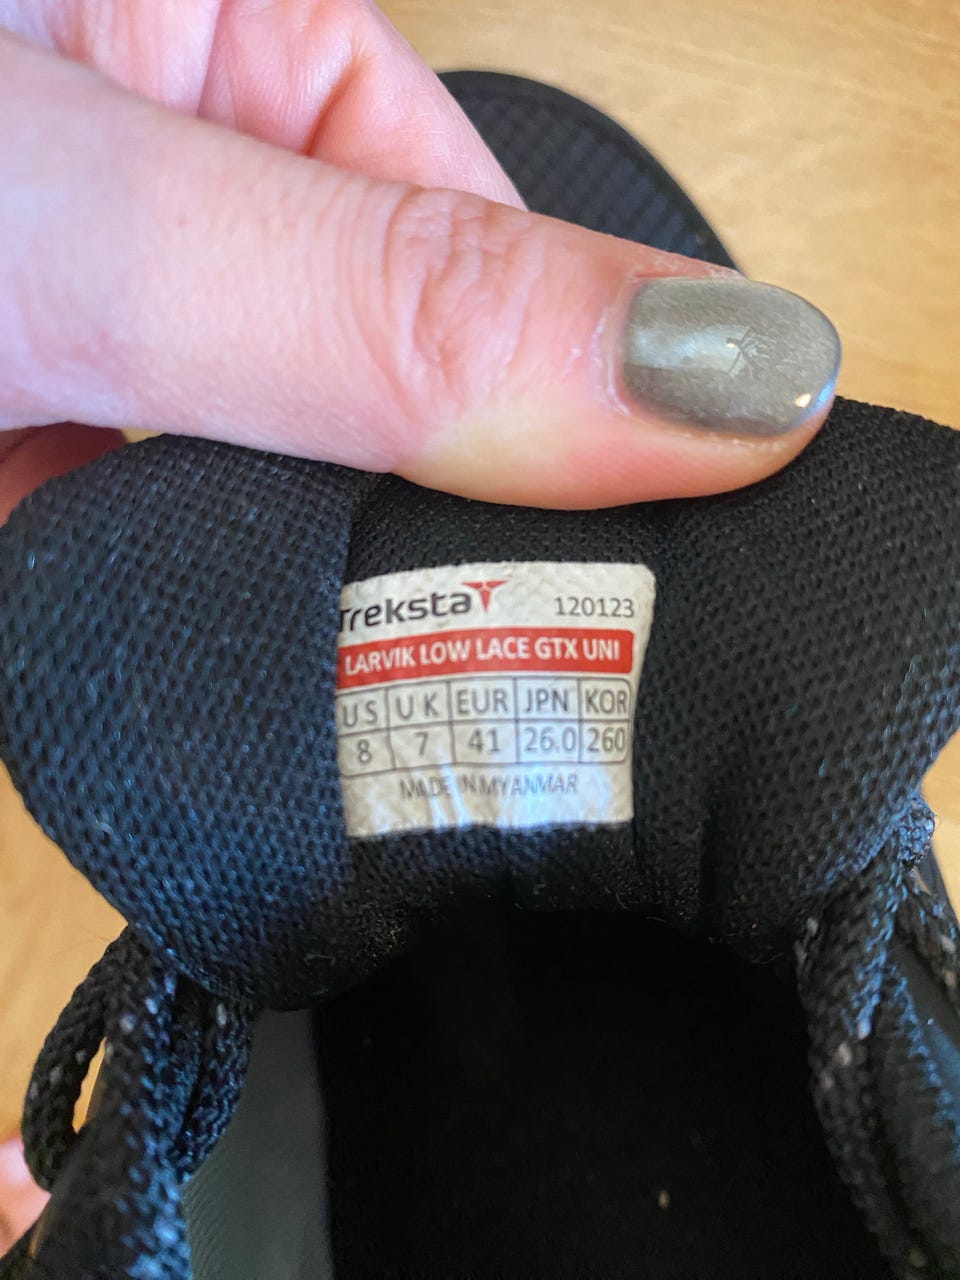 Treksta 120123
LARVIK LOW LACE GTX UNI
US UK EUR JPN KOR
8 7 41 26.0 260
MADE IN MYANMAR